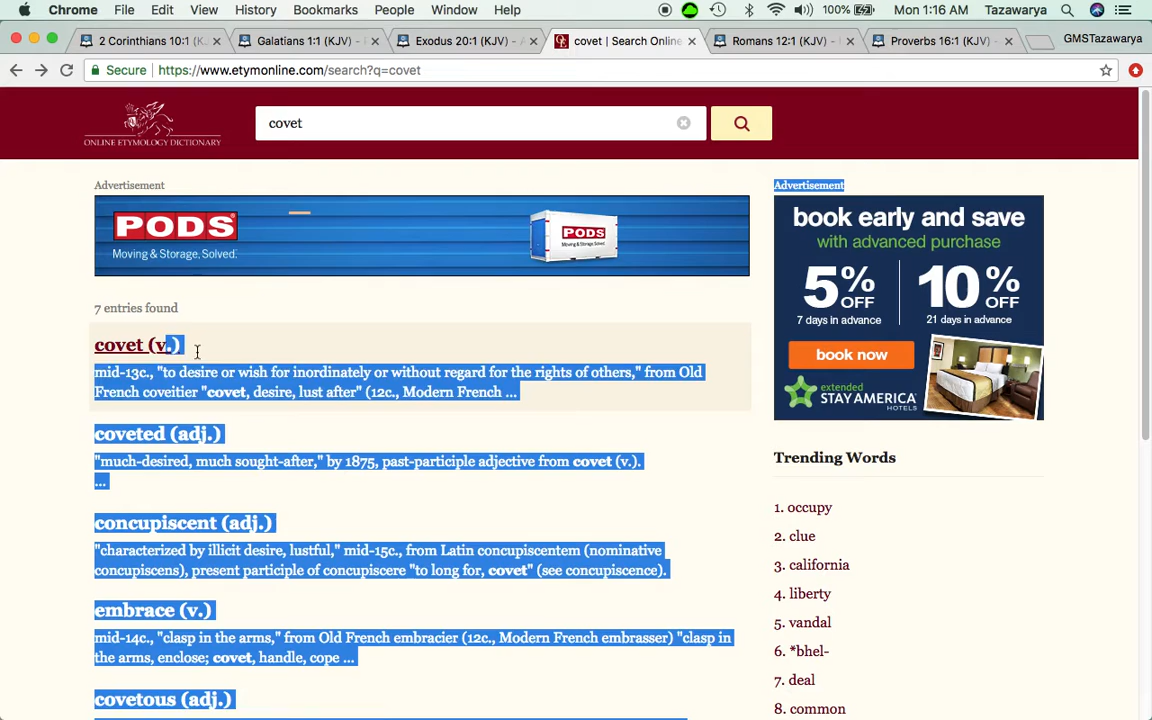 Chrome File Edit View History Bookmarks People Window Help 100% Mon 1:16 AM Tazawarya
2 Corinthians 10:1 (KJV) - Galatians 1:1 (KJV) - F Exodus 20:1 (KJV) - A covet | Search Online Romans 12:1 (KJV) - I Proverbs 16:1 (KJV) - GMSTazawarya
Secure https://www.etymonline.com/search?q=covet
covet
ONLINE ETYMOLOGY DICTIONARY
Advertisement
PODS
Moving & Storage, Solved.
PODS
Moving & Storage, Solved.
7 entries found
covet (v.)
mid-13c., "to desire or wish for inordinately or without regard for the rights of others," from Old
French coveitier "covet, desire, lust after" (12c., Modern French ...
coveted (adj.)
"much-desired, much sought-after," by 1875, past-participle adjective from covet (v.).
...
concupiscent (adj.)
"characterized by illicit desire, lustful," mid-15c., from Latin concupiscentem (nominative
concupiscens), present participle of concupiscere "to long for, covet" (see concupiscence).
embrace (v.)
mid-14c., "clasp in the arms," from Old French embracier (12c., Modern French embrasser) "clasp in
the arms, enclose; covet, handle, cope ...
covetous (adj.)
Advertisement
book early and save
with advanced purchase
5% OFF
7 days in advance
10% OFF
21 days in advance
book now
extended
STAY AMERICA
HOTELS
Trending Words
1. occupy
2. clue
3. california
4. liberty
5. vandal
6. *bhel-
7. deal
8. common